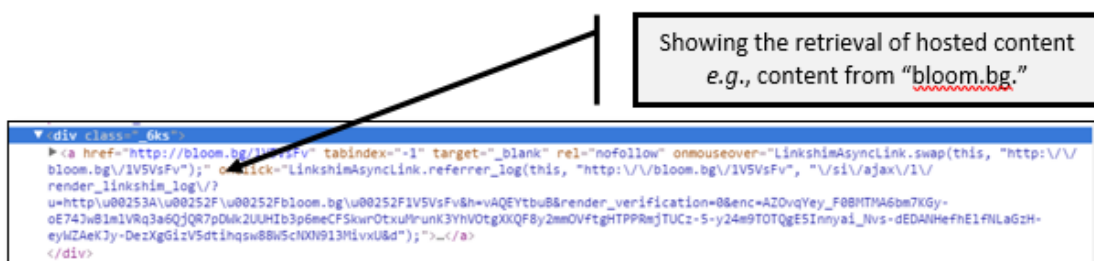 Showing the retrieval of hosted content
e.g., content from “bloom.bg.”
▼<div class="_6ks">
▶<a href="http://bloom.bg/1V5VsFv" tabindex="-1" target="_blank" rel="nofollow" onmouseover="LinkshimAsyncLink.swap(this, "http:\/\/
bloom.bg\/1V5VsFv");" onclick="LinkshimAsyncLink.referrer_log(this, "http:\/\/bloom.bg\/1V5VsFv", "\/si\/ajax\/l\/
render_linkshim_log\/?
u=http\u00253A\u00252F\u00252Fbloom.bg\u00252F1V5VsFv&h=vAQEYtbuB&render_verification=0&enc=AZOvqYey_F0BMTMA6bm7KGy-
oE74JwB1mlVRq3a6QjQR7pDWk2UUHIb3p6meCFSkwrOtxuMrunK3YhVOtgXXQF8y2mmOVftgHTPPRmjTUCz-5-y24m9TOTQgE5Innyai_Nvs-dEDANHefhElfNLaGzH-
eyWZAeKJy-DezXgGizV5dtihqsw8BW5cNXN913MivxU&d");">…</a>
</div>